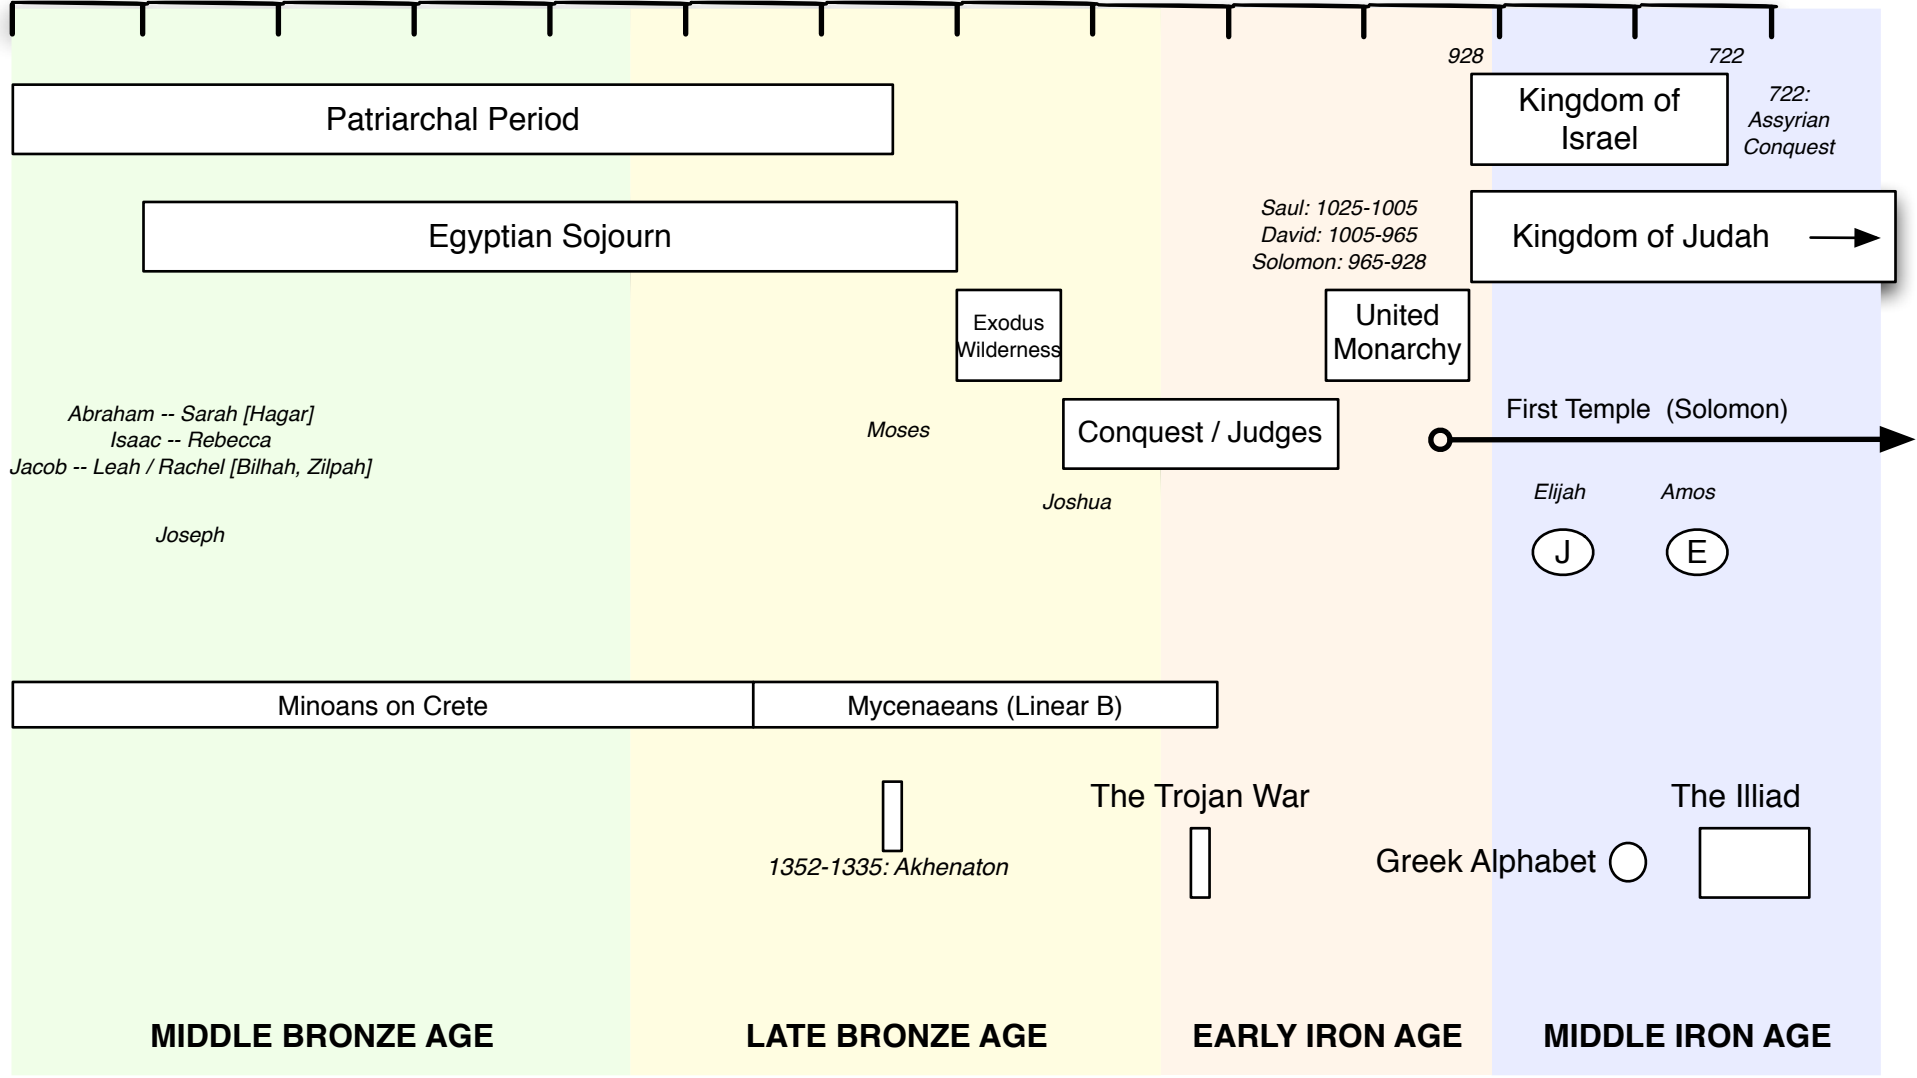 928
722
Patriarchal Period
Kingdom of
Israel
722:
Assyrian
Conquest
Egyptian Sojourn
Saul: 1025-1005
David: 1005-965
Solomon: 965-928
Kingdom of Judah
Exodus
Wilderness
United
Monarchy
Abraham -- Sarah [Hagar]
Isaac -- Rebecca
Jacob -- Leah / Rachel [Bilhah, Zilpah]
Moses
Conquest / Judges
First Temple (Solomon)
Joseph
Joshua
Elijah
Amos
J
E
Minoans on Crete
Mycenaeans (Linear B)
1352-1335: Akhenaton
The Trojan War
The Illiad
Greek Alphabet
MIDDLE BRONZE AGE
LATE BRONZE AGE
EARLY IRON AGE
MIDDLE IRON AGE